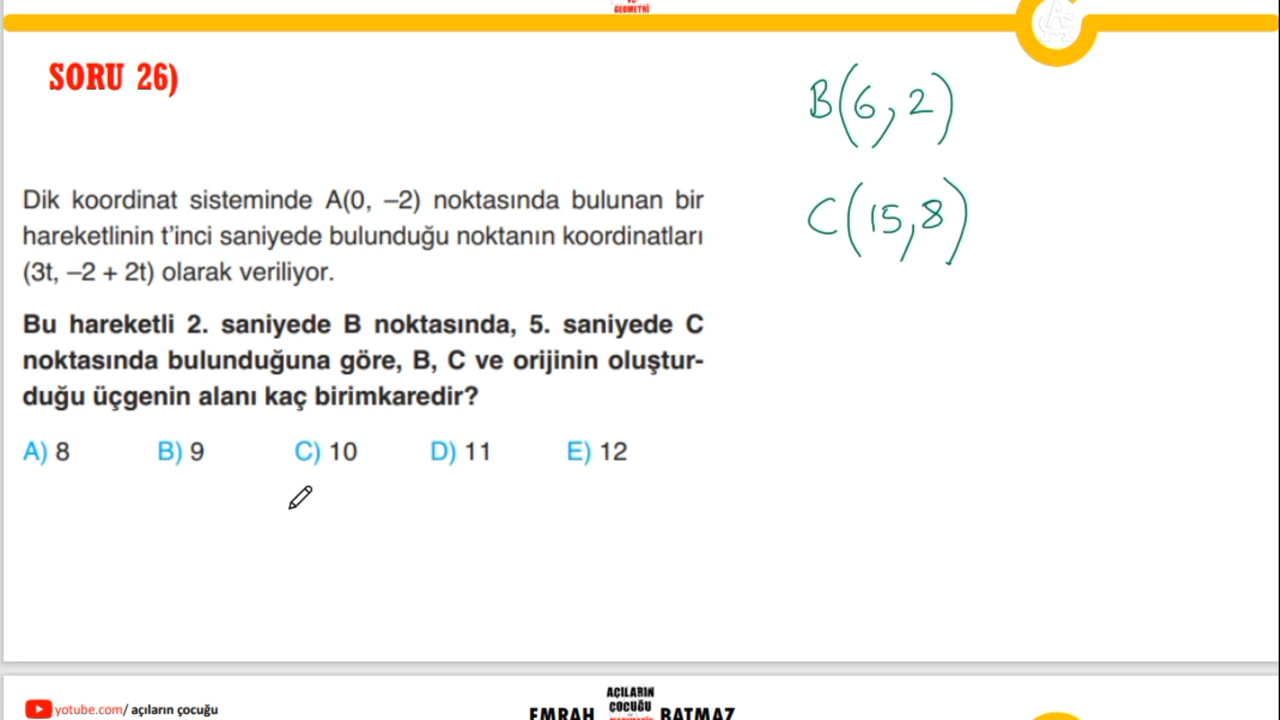 GEOMETRİ
SORU 26)
B(6,2)
C(15,8)
Dik koordinat sisteminde A(0, –2) noktasında bulunan bir
hareketlinin t’inci saniyede bulunduğu noktanın koordinatları
(3t, –2 + 2t) olarak veriliyor.
Bu hareketli 2. saniyede B noktasında, 5. saniyede C
noktasında bulunduğuna göre, B, C ve orijinin oluştur-
duğu üçgenin alanı kaç birimkaredir?
A) 8 B) 9 C) 10 D) 11 E) 12
yotube.com/ açıların çocuğu
AÇILARIN
ÇOCUĞU
EMRAH BATMAZ